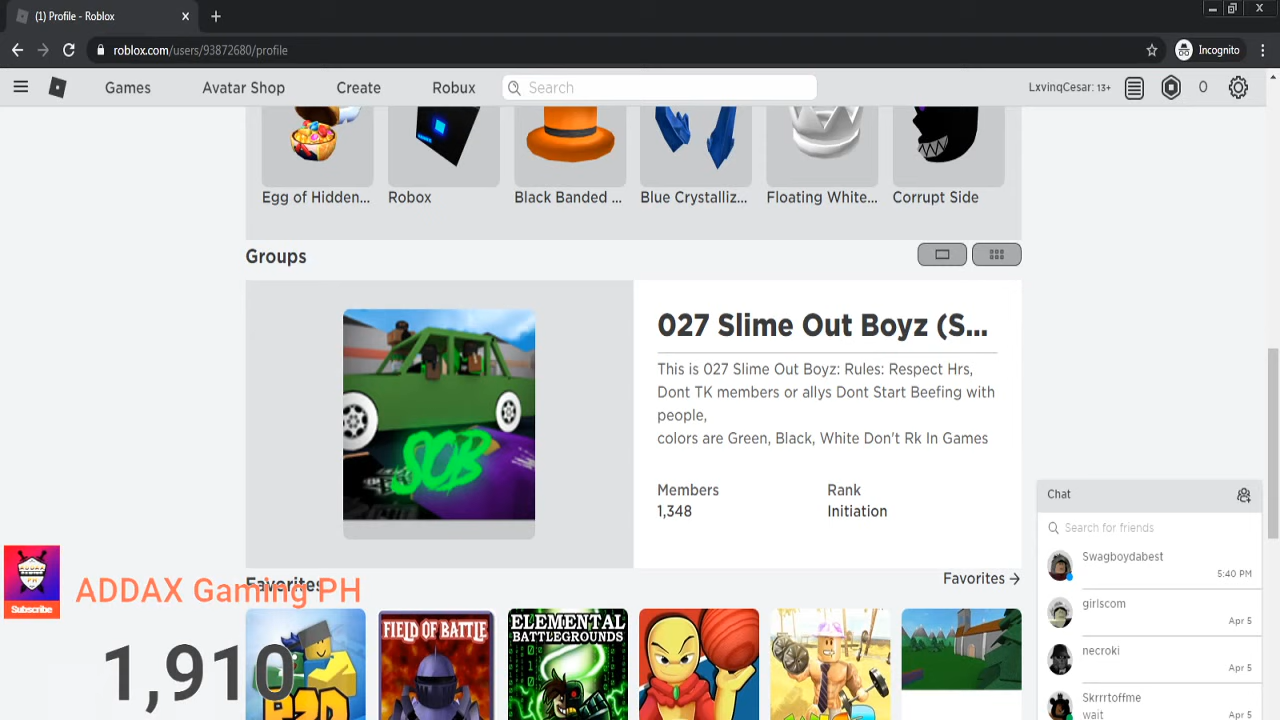 (1) Profile - Roblox
roblox.com/users/93872680/profile
Incognito
Games
Avatar Shop
Create
Robux
Search
LxvinqCesar: 13+
0
Egg of Hidden...
Robox
Black Banded ...
Blue Crystalliz...
Floating White...
Corrupt Side
Groups
SOB
027 Slime Out Boyz (S...
This is 027 Slime Out Boyz: Rules: Respect Hrs,
Dont TK members or allys Dont Start Beefing with
people,
colors are Green, Black, White Don't Rk In Games
Members
1,348
Rank
Initiation
Chat
Search for friends
Swagboydabest
5:40 PM
girlscom
Apr 5
necroki
Apr 5
Skrrrtoffme
wait
Apr 5
Favorites
Favorites →
ADDAX Gaming PH
Subscribe
1,910
FIELD OF BATTLE
ELEMENTAL
BATTLEGROUNDS